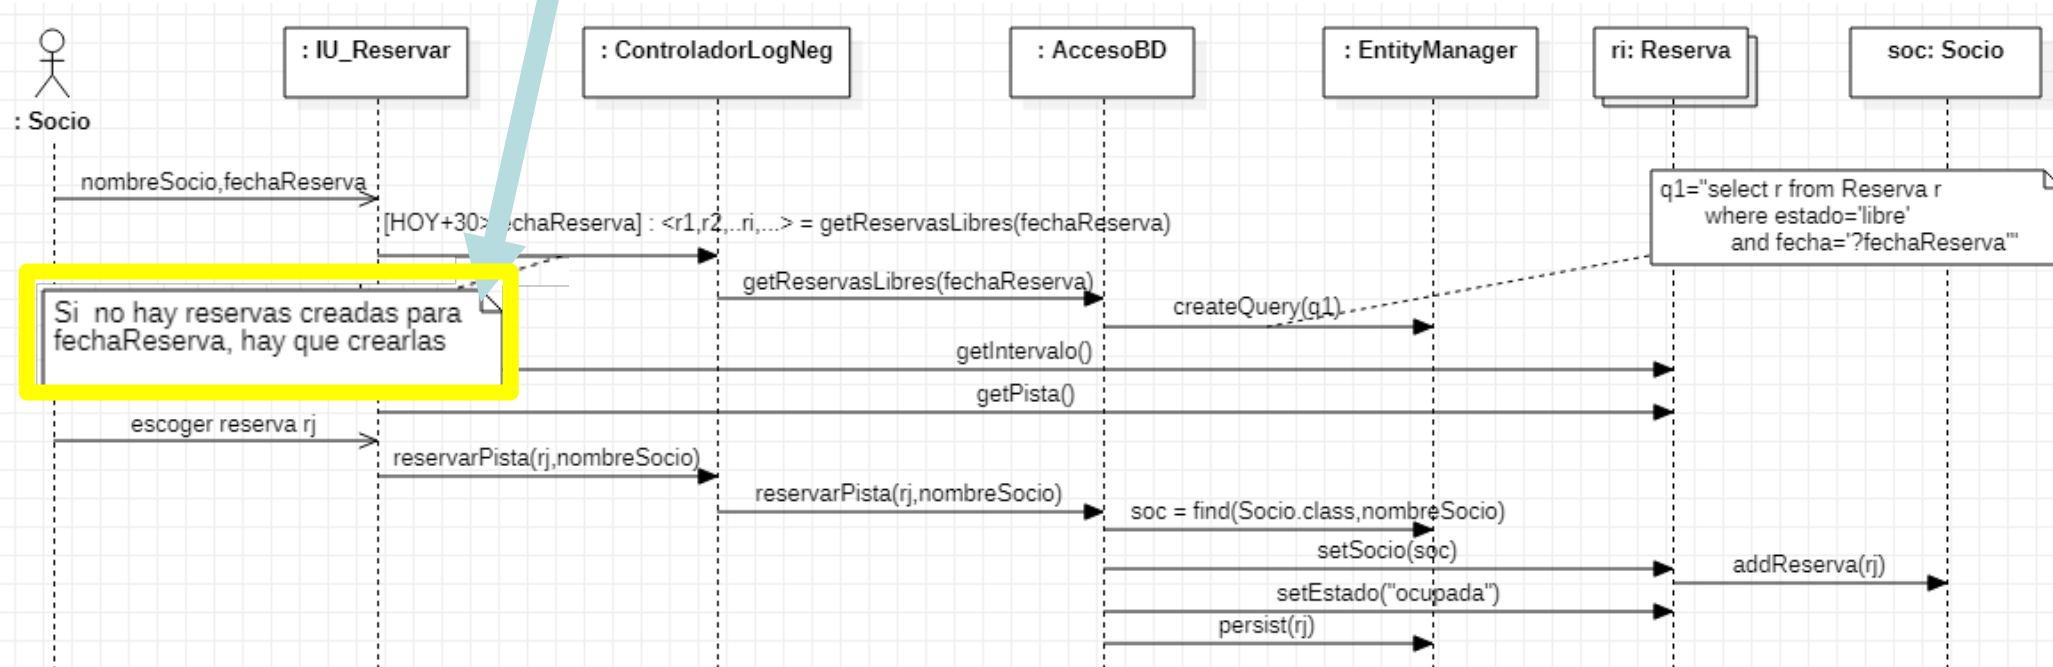 : IU_Reservar
: ControladorLogNeg
: AccesoBD
: EntityManager
ri: Reserva
soc: Socio
: Socio
nombreSocio,fechaReserva
q1="select r from Reserva r
where estado='libre'
and fecha='?fechaReserva'"
[HOY+30> echaReserva] : <r1,r2,..ri,...> = getReservasLibres(fechaReserva)
getReservasLibres(fechaReserva)
createQuery(q1)
Si no hay reservas creadas para
fechaReserva, hay que crearlas
getIntervalo()
getPista()
escoger reserva rj
reservarPista(rj,nombreSocio)
reservarPista(rj,nombreSocio)
soc = find(Socio.class,nombreSocio)
setSocio(soc)
addReserva(rj)
setEstado("ocupada")
persist(rj)